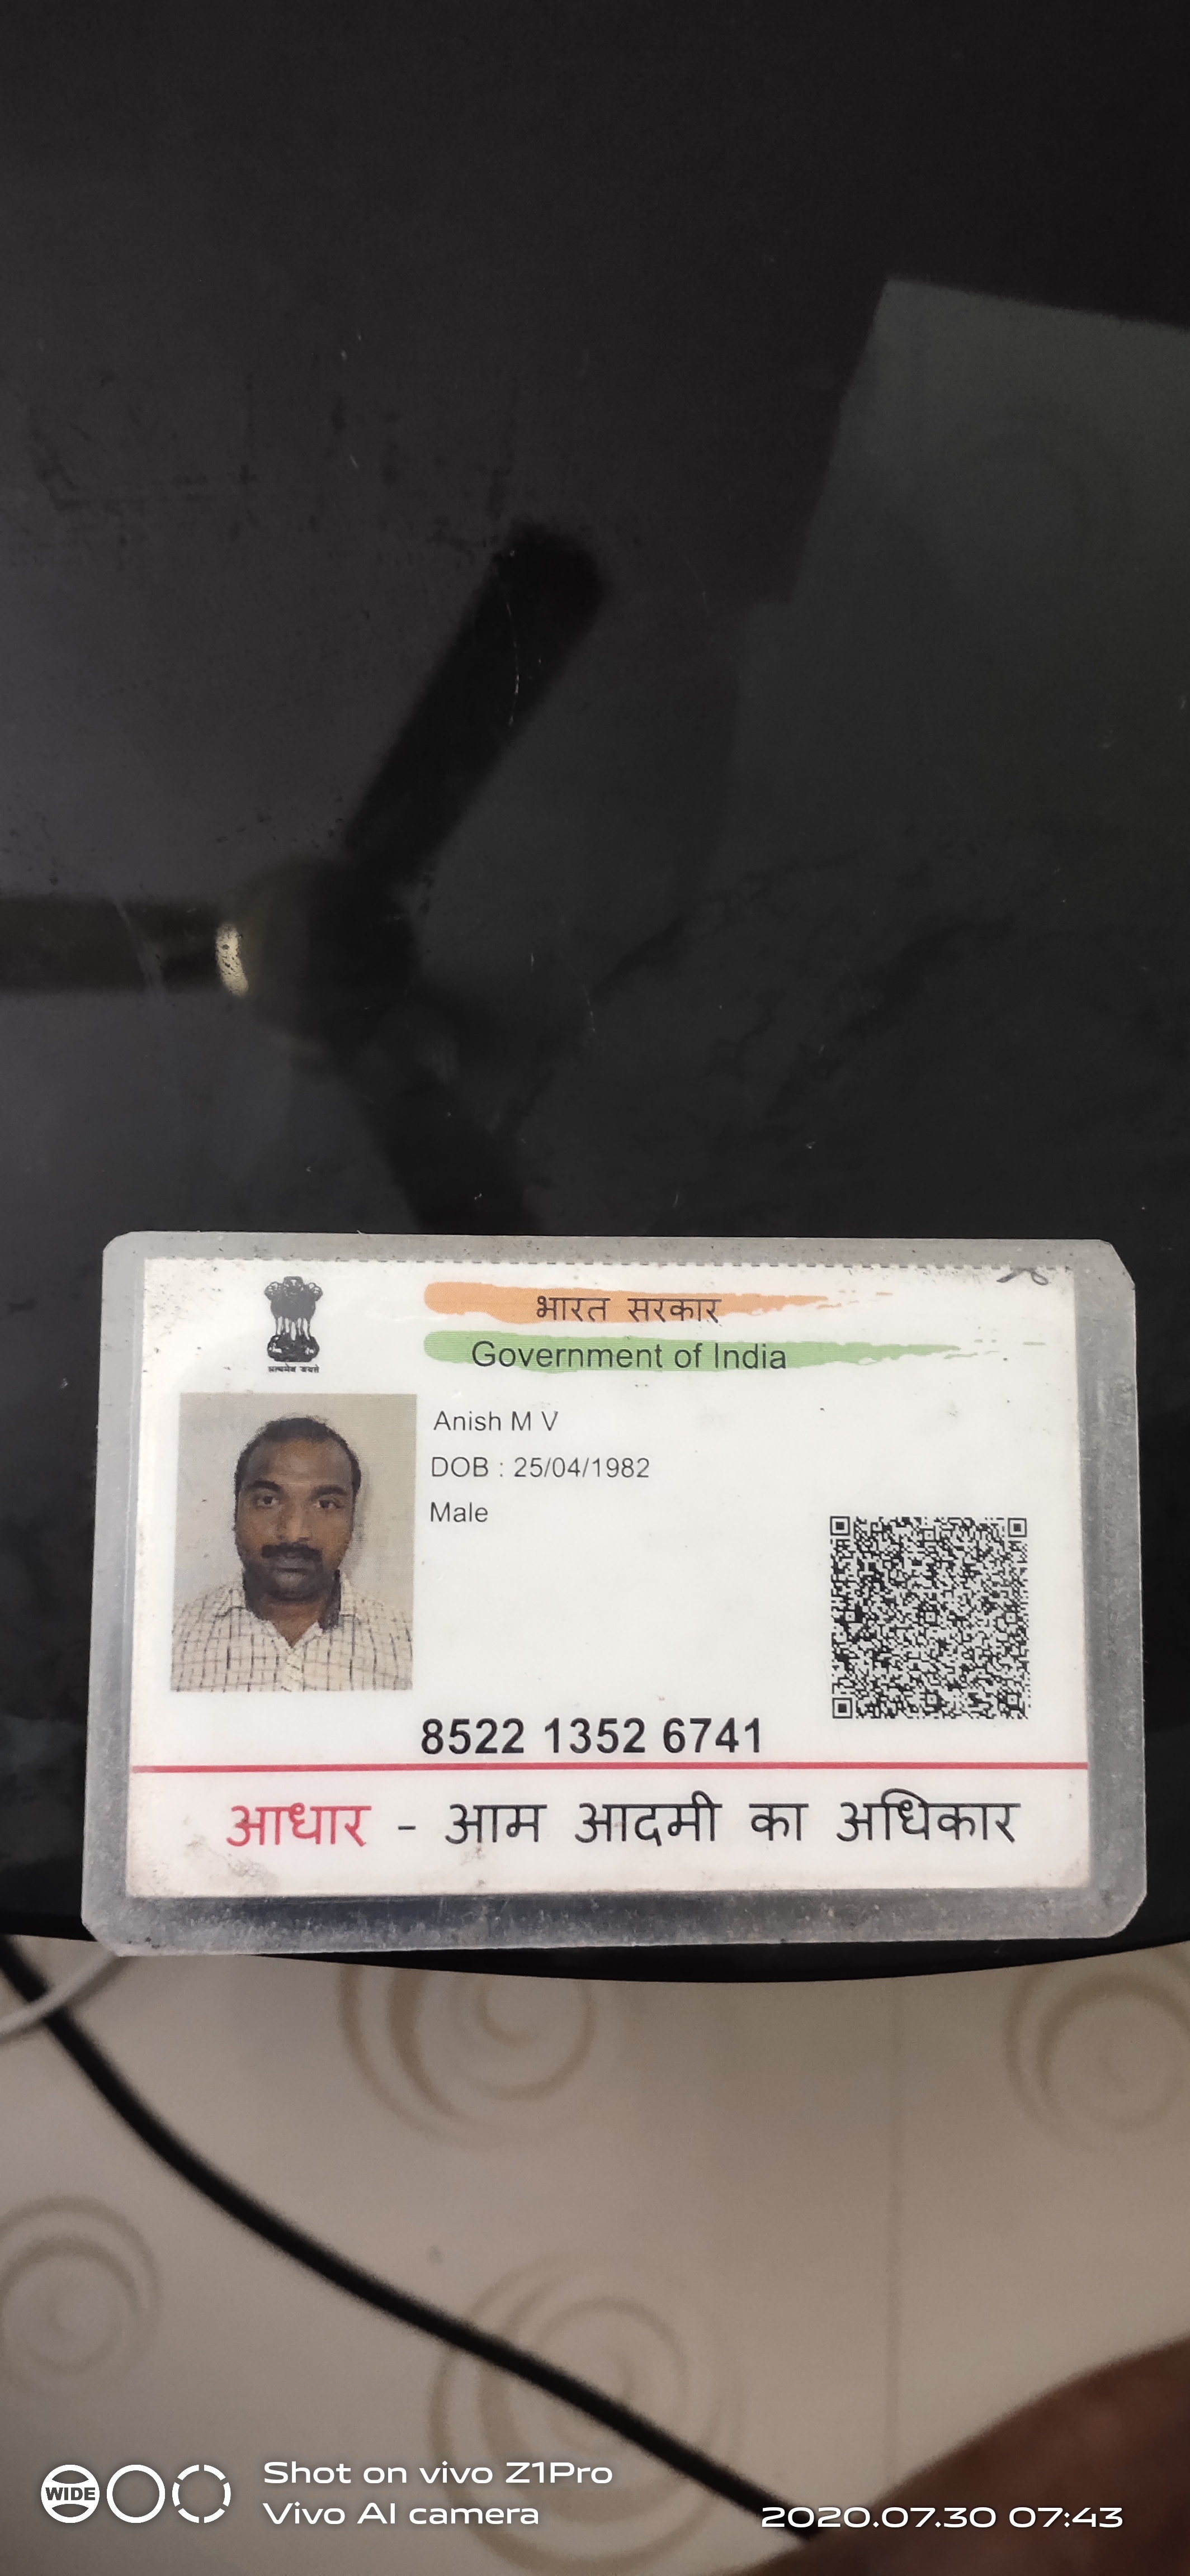 सत्यमेव जयते
भारत सरकार
Government of India
Anish M V
DOB : 25/04/1982
Male
8522 1352 6741
आधार - आम आदमी का अधिकार
WIDE
Shot on vivo Z1Pro
Vivo AI camera
2020.07.30 07:43